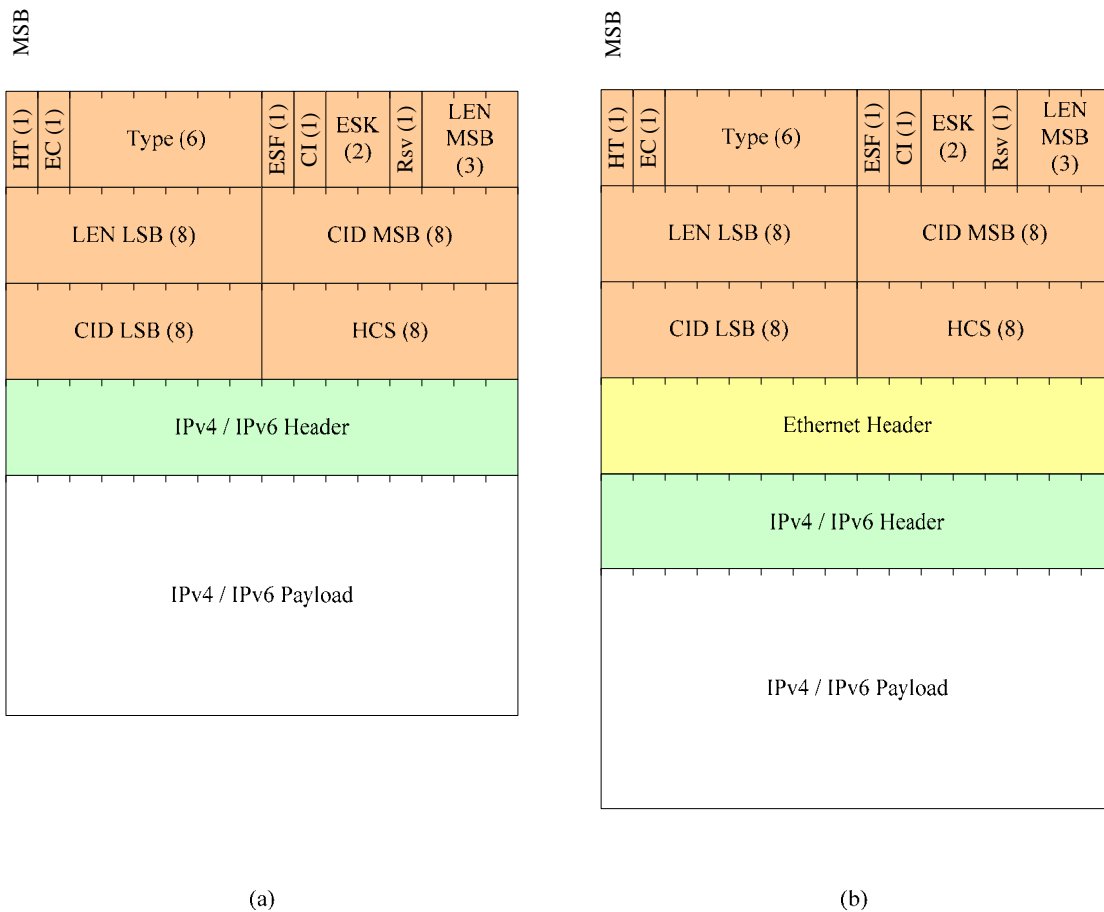 MSB
HT (1)
EC (1)
Type (6)
ESF (1)
CI (1)
ESK
(2)
Rsv (1)
LEN
MSB
(3)
LEN LSB (8)
CID MSB (8)
CID LSB (8)
HCS (8)
IPv4 / IPv6 Header
IPv4 / IPv6 Payload
(a)
MSB
HT (1)
EC (1)
Type (6)
ESF (1)
CI (1)
ESK
(2)
Rsv (1)
LEN
MSB
(3)
LEN LSB (8)
CID MSB (8)
CID LSB (8)
HCS (8)
Ethernet Header
IPv4 / IPv6 Header
IPv4 / IPv6 Payload
(b)